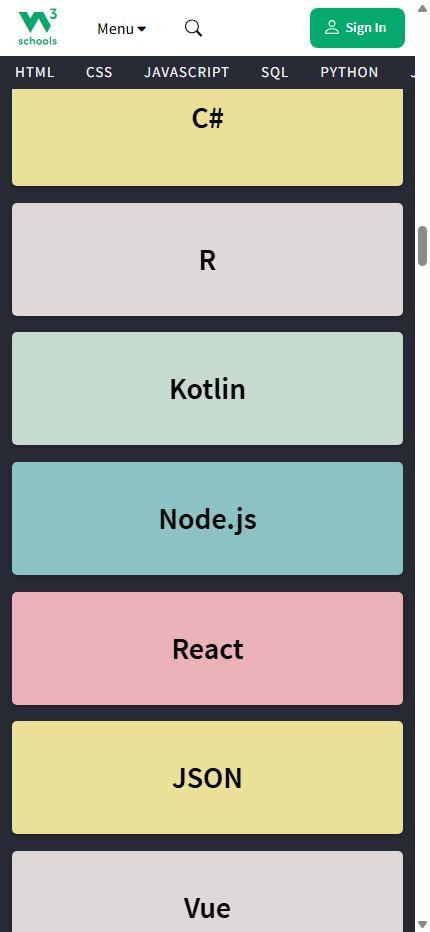 W3
schools
Menu
Sign In
HTML CSS JAVASCRIPT SQL PYTHON
C#
R
Kotlin
Node.js
React
JSON
Vue